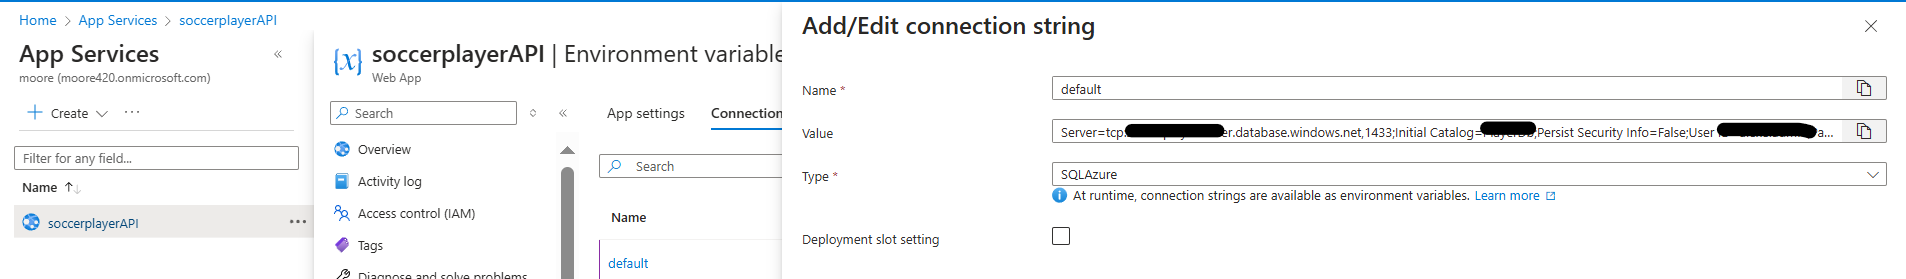 Home > App Services > soccerplayerAPI
App Services
moore (moore420.onmicrosoft.com)
Create
Filter for any field...
Name
soccerplayerAPI
soccerplayerAPI | Environment variable
Web App
Search
Overview
Activity log
Access control (IAM)
Tags
Diagnose and solve problems
App settings
Connection
Search
Name
default
Add/Edit connection string
Name *
default
Value
Server=tcp: .database.windows.net,1433;Initial Catalog= ;Persist Security Info=False;User
Type *
SQLAzure
At runtime, connection strings are available as environment variables. Learn more
Deployment slot setting